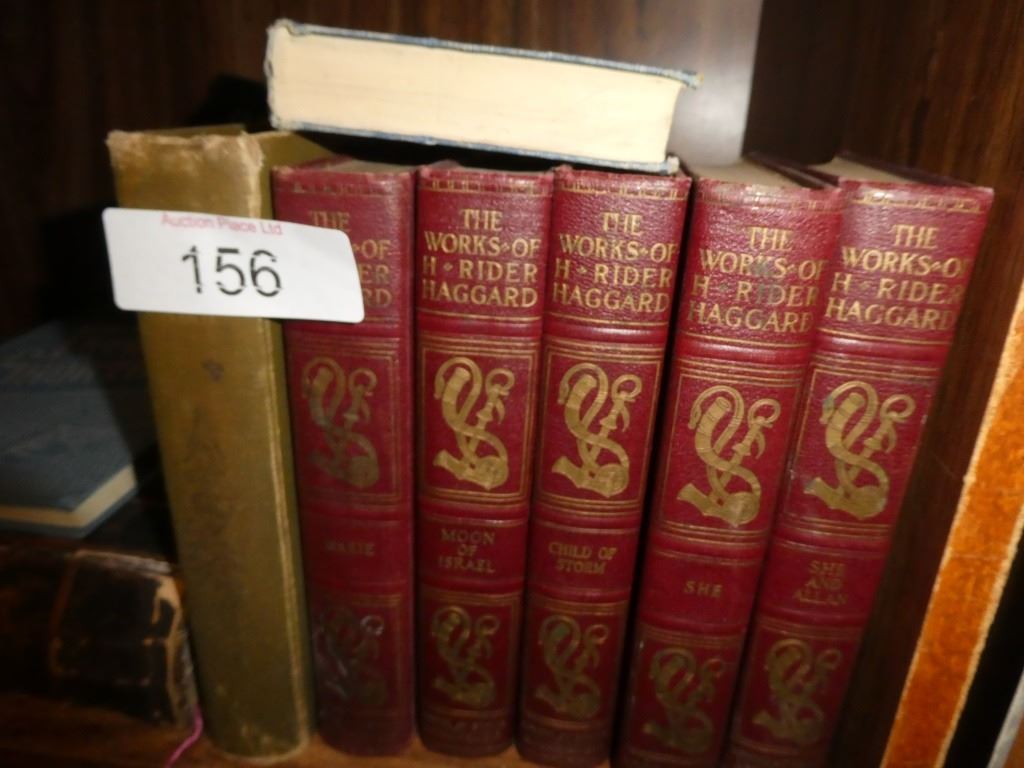 Auction Place Ltd
156
THE
WORKS OF
RIDER
HAGGARD
MARIE
THE
WORKS OF
H RIDER
HAGGARD
MOON
OF
ISRAEL
THE
WORKS OF
H RIDER
HAGGARD
CHILD OF
STORM
THE
WORKS OF
H RIDER
HAGGARD
SHE
THE
WORKS OF
H RIDER
HAGGARD
SHE
AND
ALLAN